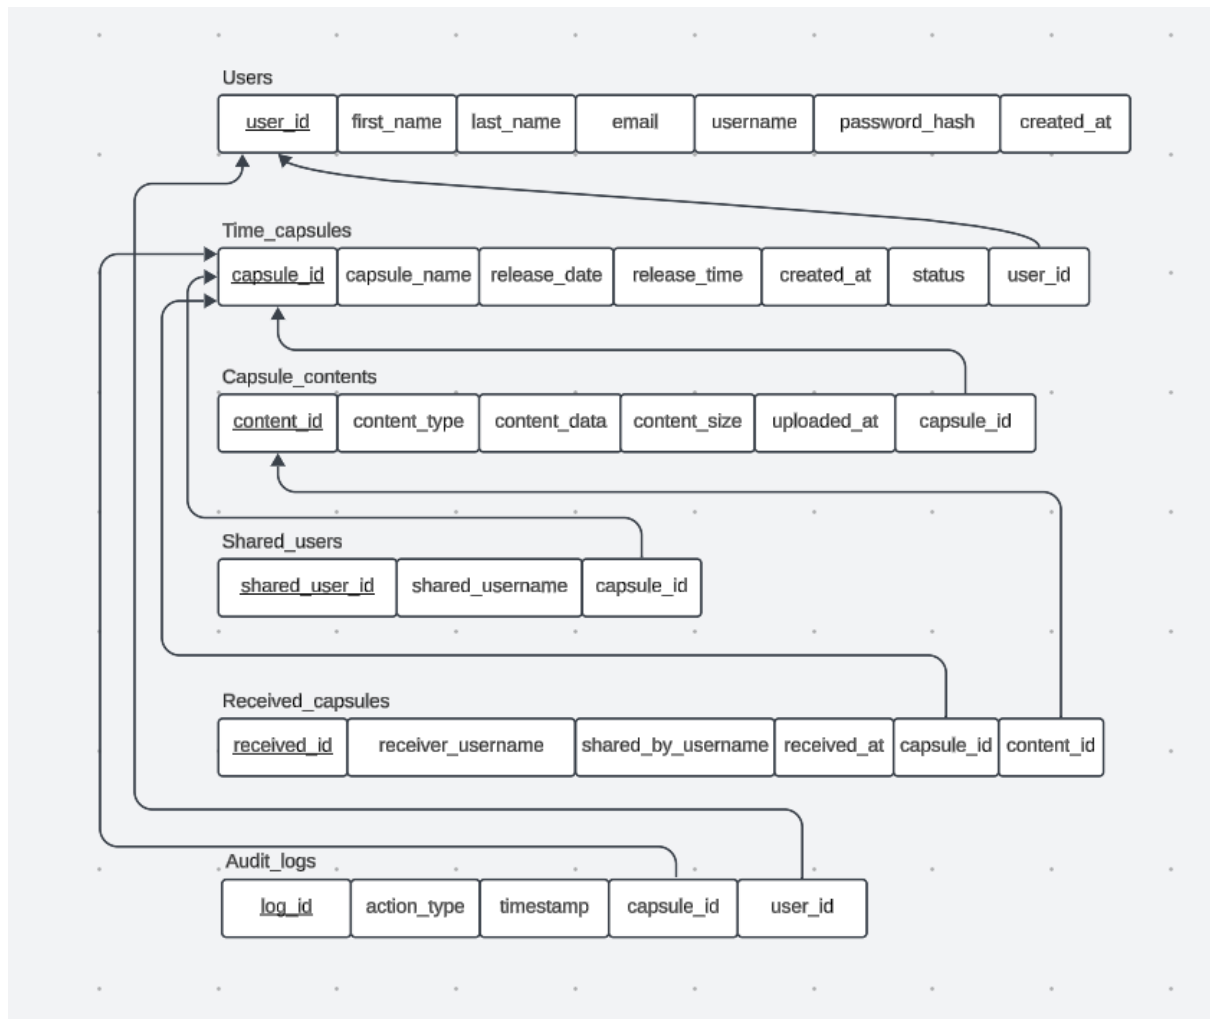 Users
user_id first_name last_name email username password_hash created_at
Time_capsules
capsule_id capsule_name release_date release_time created_at status user_id
Capsule_contents
content_id content_type content_data content_size uploaded_at capsule_id
Shared_users
shared_user_id shared_username capsule_id
Received_capsules
received_id receiver_username shared_by_username received_at capsule_id content_id
Audit_logs
log_id action_type timestamp capsule_id user_id